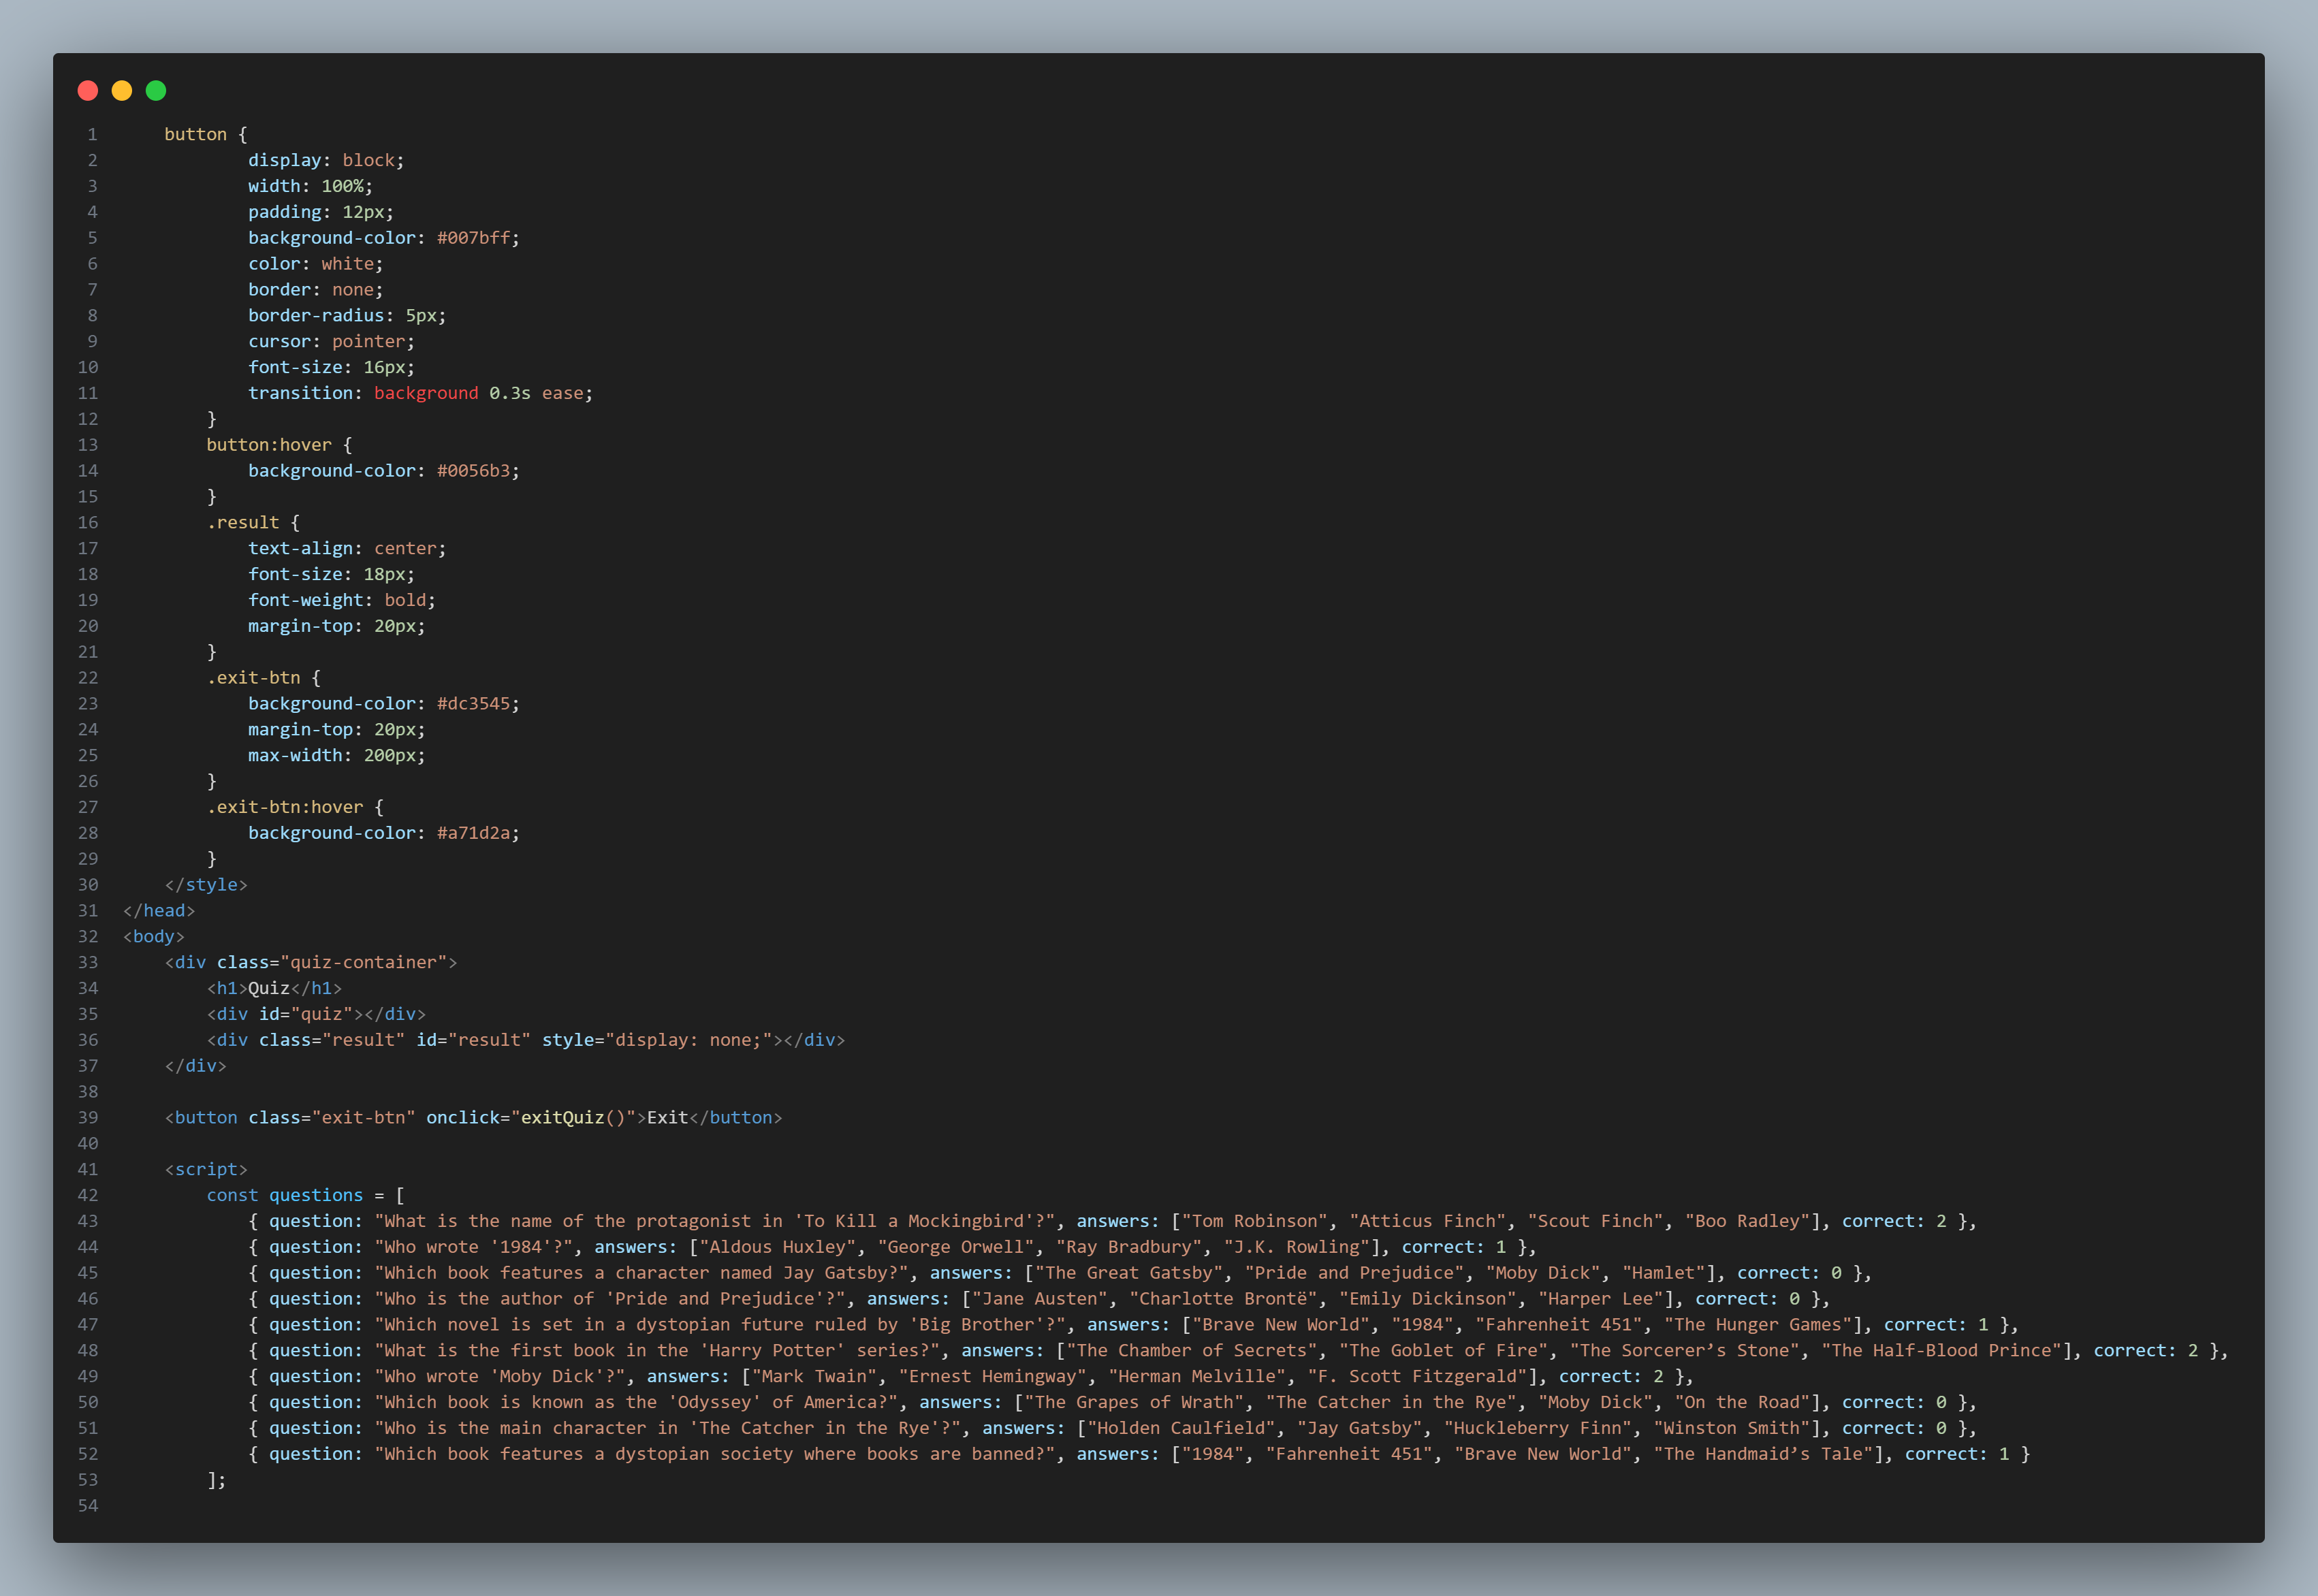 1 button {
2 display: block;
3 width: 100%;
4 padding: 12px;
5 background-color: #007bff;
6 color: white;
7 border: none;
8 border-radius: 5px;
9 cursor: pointer;
10 font-size: 16px;
11 transition: background 0.3s ease;
12 }
13 button:hover {
14 background-color: #0056b3;
15 }
16 .result {
17 text-align: center;
18 font-size: 18px;
19 font-weight: bold;
20 margin-top: 20px;
21 }
22 .exit-btn {
23 background-color: #dc3545;
24 margin-top: 20px;
25 max-width: 200px;
26 }
27 .exit-btn:hover {
28 background-color: #a71d2a;
29 }
30 </style>
31 </head>
32 <body>
33 <div class="quiz-container">
34 <h1>Quiz</h1>
35 <div id="quiz"></div>
36 <div class="result" id="result" style="display: none;"></div>
37 </div>
38
39 <button class="exit-btn" onclick="exitQuiz()">Exit</button>
40
41 <script>
42 const questions = [
43 { question: "What is the name of the protagonist in 'To Kill a Mockingbird'?", answers: ["Tom Robinson", "Atticus Finch", "Scout Finch", "Boo Radley"], correct: 2 },
44 { question: "Who wrote '1984'?", answers: ["Aldous Huxley", "George Orwell", "Ray Bradbury", "J.K. Rowling"], correct: 1 },
45 { question: "Which book features a character named Jay Gatsby?", answers: ["The Great Gatsby", "Pride and Prejudice", "Moby Dick", "Hamlet"], correct: 0 },
46 { question: "Who is the author of 'Pride and Prejudice'?", answers: ["Jane Austen", "Charlotte Brontë", "Emily Dickinson", "Harper Lee"], correct: 0 },
47 { question: "Which novel is set in a dystopian future ruled by 'Big Brother'?", answers: ["Brave New World", "1984", "Fahrenheit 451", "The Hunger Games"], correct: 1 },
48 { question: "What is the first book in the 'Harry Potter' series?", answers: ["The Chamber of Secrets", "The Goblet of Fire", "The Sorcerer’s Stone", "The Half-Blood Prince"], correct: 2 },
49 { question: "Who wrote 'Moby Dick'?", answers: ["Mark Twain", "Ernest Hemingway", "Herman Melville", "F. Scott Fitzgerald"], correct: 2 },
50 { question: "Which book is known as the 'Odyssey' of America?", answers: ["The Grapes of Wrath", "The Catcher in the Rye", "Moby Dick", "On the Road"], correct: 0 },
51 { question: "Who is the main character in 'The Catcher in the Rye'?", answers: ["Holden Caulfield", "Jay Gatsby", "Huckleberry Finn", "Winston Smith"], correct: 0 },
52 { question: "Which book features a dystopian society where books are banned?", answers: ["1984", "Fahrenheit 451", "Brave New World", "The Handmaid’s Tale"], correct: 1 }
53 ];
54